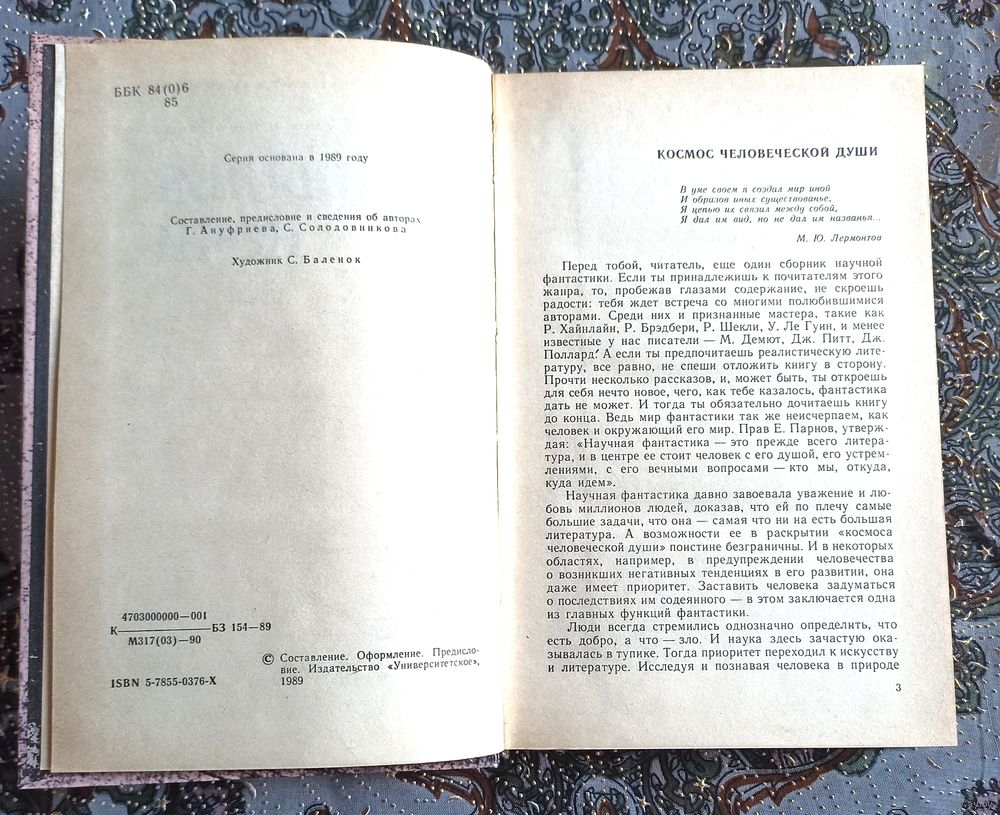 ББК 84(0)6
85
Серия основана в 1989 году
Составление, предисловие и сведения об авторах
Г. Ануфриева, С. Солодовникова
Художник С. Баленок
4703000000—001
К———БЗ 154—89
М317(03)—90
© Составление. Оформление. Предисло-
вие. Издательство «Университетское»,
1989
ISBN 5-7855-0376-X
КОСМОС ЧЕЛОВЕЧЕСКОЙ ДУШИ
В уме своем я создал мир иной
И образов иных существованье,
Я цепью их связал между собой,
Я дал им вид, но не дал им названья...
М. Ю. Лермонтов
Перед тобой, читатель, еще один сборник научной
фантастики. Если ты принадлежишь к почитателям этого
жанра, то, пробежав глазами содержание, не скроешь
радости: тебя ждет встреча со многими полюбившимися
авторами. Среди них и признанные мастера, такие как
Р. Хайнлайн, Р. Брэдбери, Р. Шекли, У. Ле Гуин, и менее
известные у нас писатели — М. Демют, Дж. Питт, Дж.
Поллард. А если ты предпочитаешь реалистическую лите-
ратуру, все равно, не спеши отложить книгу в сторону.
Прочти несколько рассказов, и, может быть, ты откроешь
для себя нечто новое, чего, как тебе казалось, фантастика
дать не может. И тогда ты обязательно дочитаешь книгу
до конца. Ведь мир фантастики так же неисчерпаем, как
человек и окружающий его мир. Прав Е. Парнов, утверж-
дая: «Научная фантастика — это прежде всего литера-
тура, и в центре ее стоит человек с его душой, его устрем-
лениями, с его вечными вопросами — кто мы, откуда,
куда идем».
Научная фантастика давно завоевала уважение и лю-
бовь миллионов людей, доказав, что ей по плечу самые
большие задачи, что она — самая что ни на есть большая
литература. А возможности ее в раскрытии «космоса
человеческой души» поистине безграничны. И в некоторых
областях, например, в предупреждении человечества
о возникших негативных тенденциях в его развитии, она
даже имеет приоритет. Заставить человека задуматься
о последствиях им содеянного — в этом заключается одна
из главных функций фантастики.
Люди всегда стремились однозначно определить, что
есть добро, а что — зло. И наука здесь зачастую ока-
зывалась в тупике. Тогда приоритет переходил к искусству
и литературе. Исследуя и познавая человека в природе
3